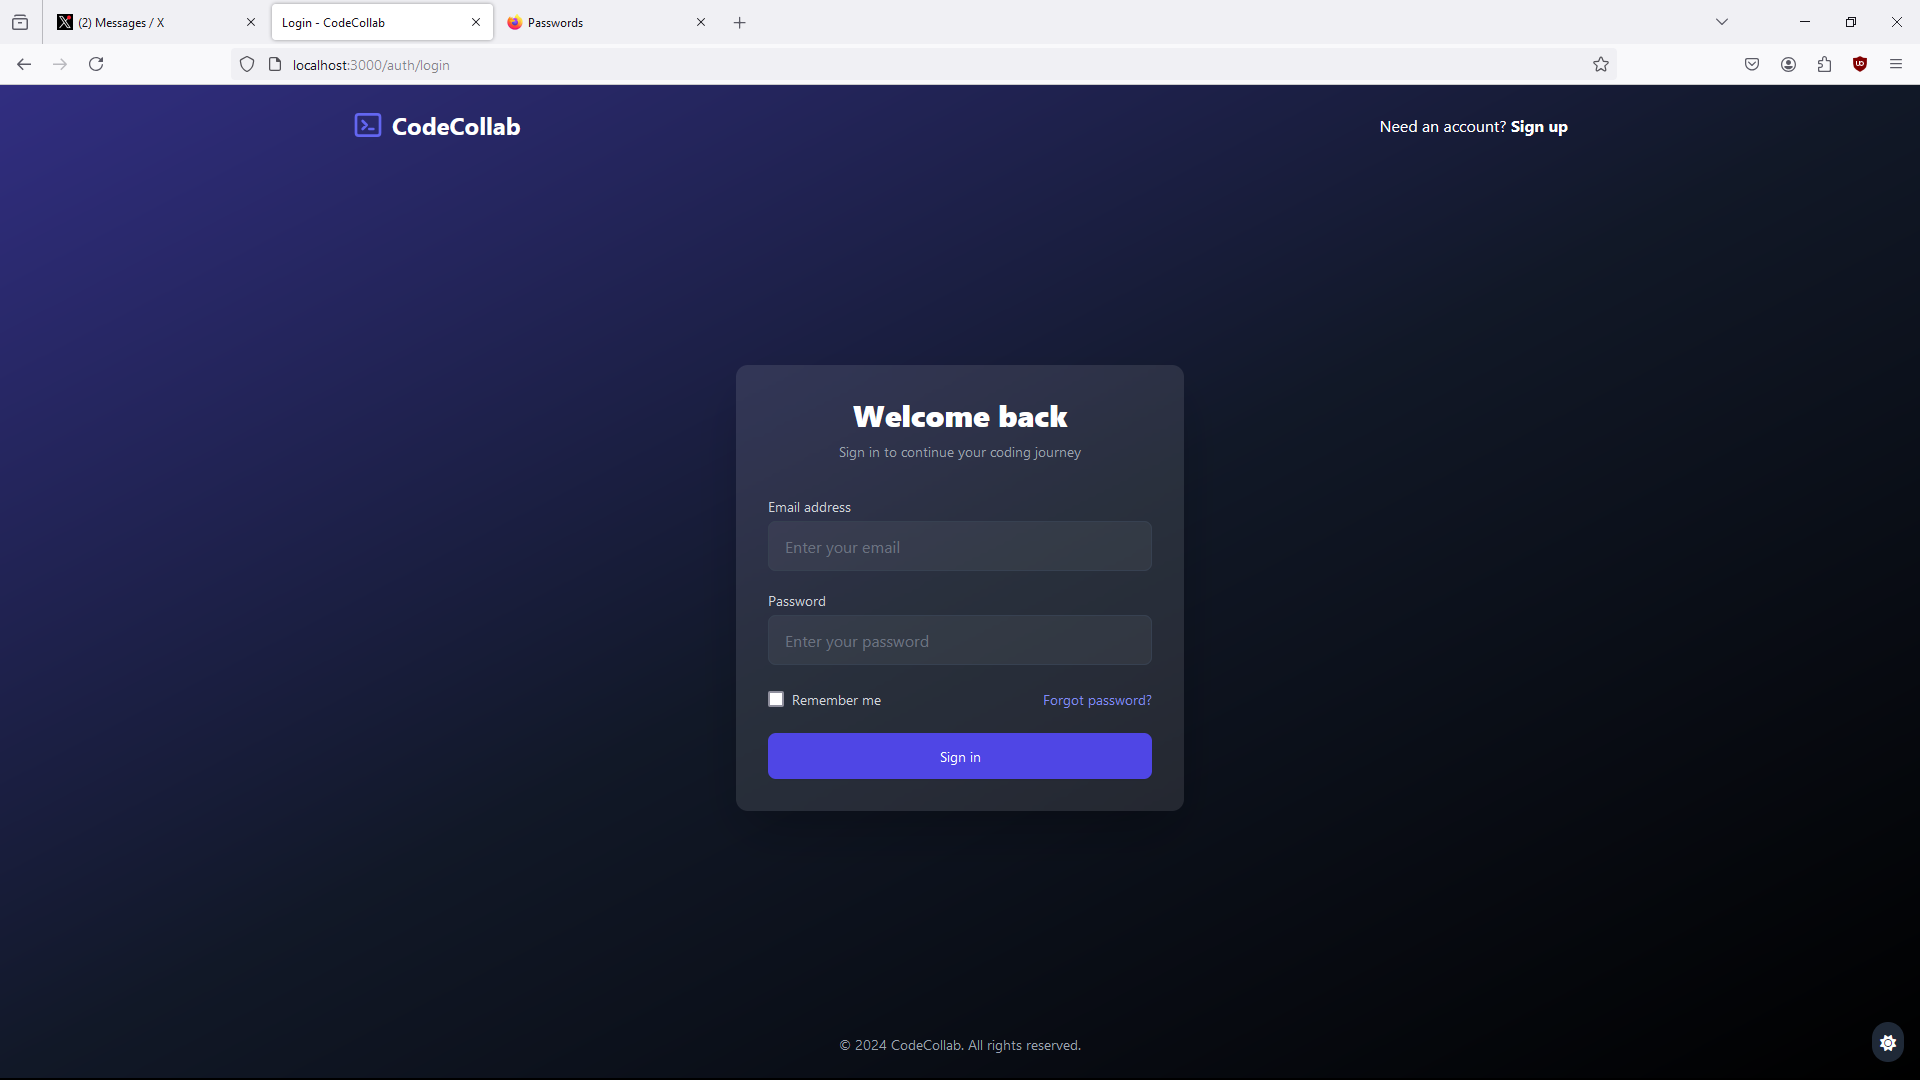 (2) Messages / X
Login - CodeCollab
Passwords
localhost:3000/auth/login
CodeCollab
Need an account? Sign up
Welcome back
Sign in to continue your coding journey
Email address
Enter your email
Password
Enter your password
Remember me
Forgot password?
Sign in
© 2024 CodeCollab. All rights reserved.